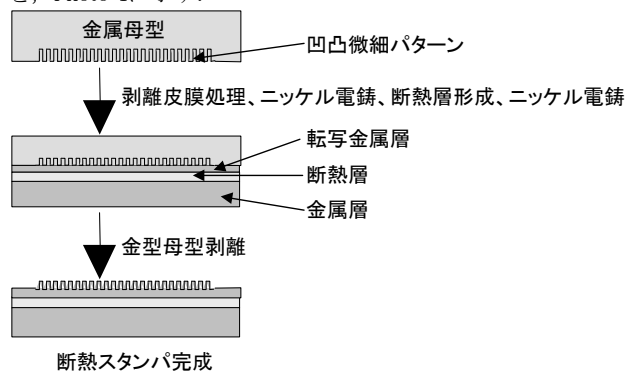 金属母型
凹凸微細パターン
剥離皮膜処理、ニッケル電鋳、断熱層形成、ニッケル電鋳
転写金属層
断熱層
金属層
金型母型剥離
断熱スタンパ完成